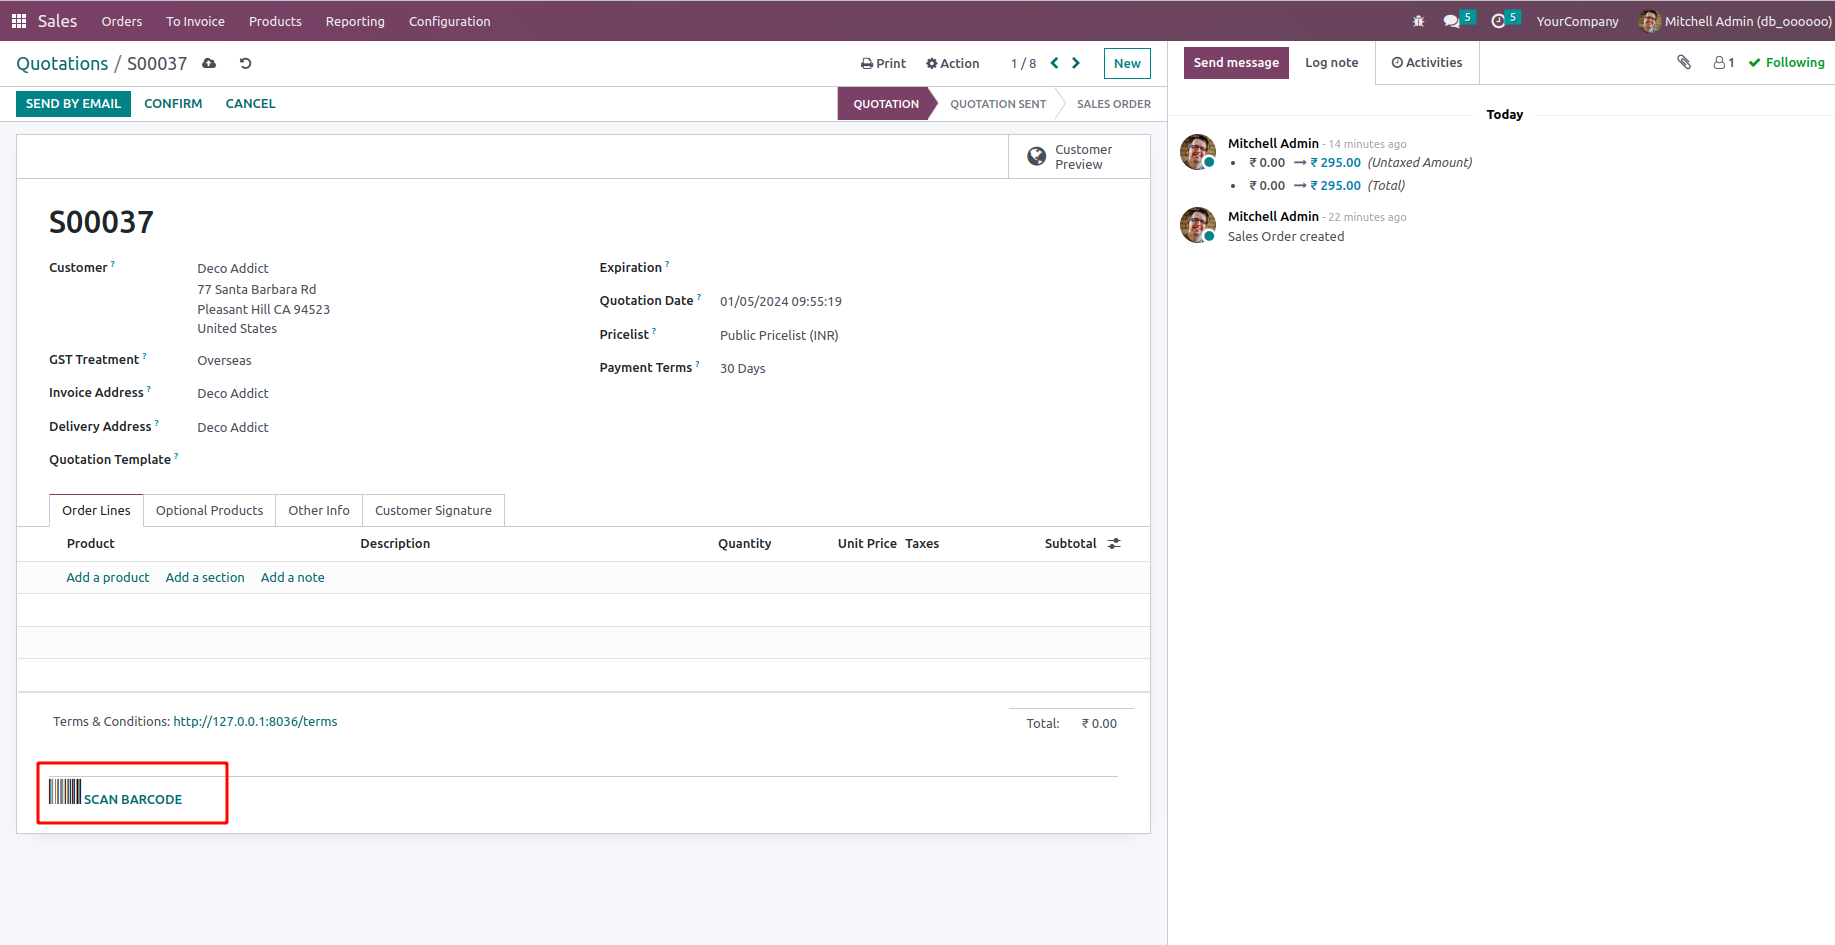 Sales Orders To Invoice Products Reporting Configuration 5 5 YourCompany Mitchell Admin (db_oooooo)
Quotations / S00037 Print Action 1 / 8 New
SEND BY EMAIL CONFIRM CANCEL QUOTATION QUOTATION SENT SALES ORDER
Customer
Preview
S00037
Customer ? Deco Addict
77 Santa Barbara Rd
Pleasant Hill CA 94523
United States
GST Treatment ? Overseas
Invoice Address ? Deco Addict
Delivery Address ? Deco Addict
Quotation Template ?
Expiration ?
Quotation Date ? 01/05/2024 09:55:19
Pricelist ? Public Pricelist (INR)
Payment Terms ? 30 Days
Order Lines Optional Products Other Info Customer Signature
Product Description Quantity Unit Price Taxes Subtotal
Add a product Add a section Add a note
Terms & Conditions: http://127.0.0.1:8036/terms
Total: ₹ 0.00
SCAN BARCODE
Send message Log note Activities 1 Following
Today
Mitchell Admin - 14 minutes ago
• ₹ 0.00 → ₹ 295.00 (Untaxed Amount)
• ₹ 0.00 → ₹ 295.00 (Total)
Mitchell Admin - 22 minutes ago
Sales Order created